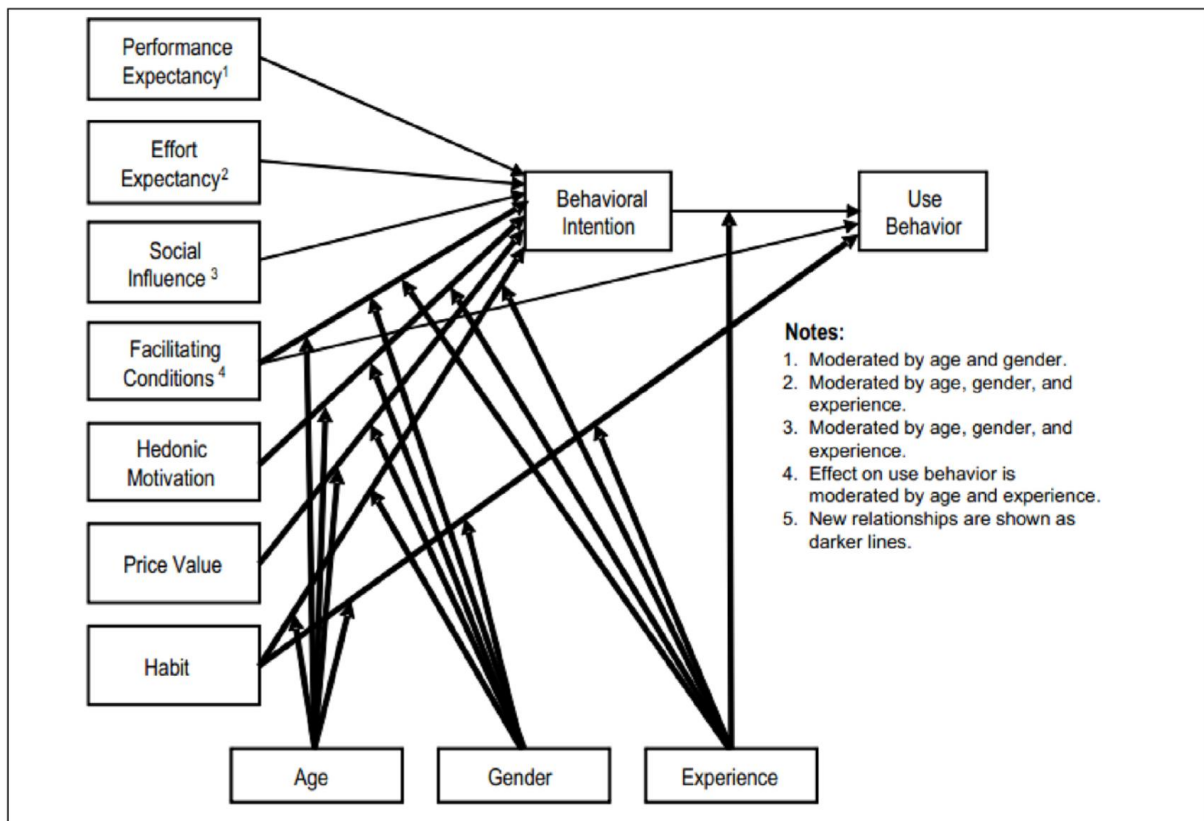 Performance
Expectancy1
Effort
Expectancy2
Social
Influence 3
Facilitating
Conditions 4
Hedonic
Motivation
Price Value
Habit
Behavioral
Intention
Use
Behavior
Notes:
1. Moderated by age and gender.
2. Moderated by age, gender, and
experience.
3. Moderated by age, gender, and
experience.
4. Effect on use behavior is
moderated by age and experience.
5. New relationships are shown as
darker lines.
Age
Gender
Experience